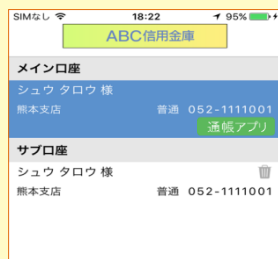 SIMなし 18:22 95%
ABC信用金庫
メイン口座
シュウ タロウ 様
熊本支店 普通 052-1111001
通帳アプリ
サブ口座
シュウ タロウ 様
熊本支店 普通 052-1111001